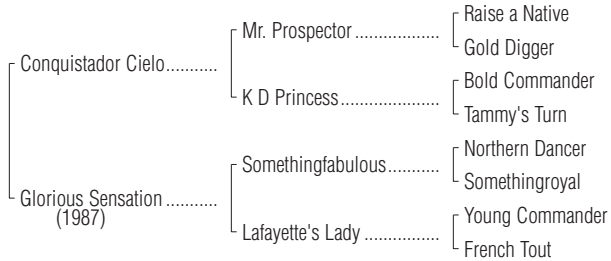 Raise a Native
Mr. Prospector ..................
Gold Digger
Conquistador Cielo...........
Bold Commander
K D Princess.....................
Tammy's Turn
Northern Dancer
Somethingfabulous...........
Somethingroyal
Glorious Sensation ...........
(1987)
Young Commander
Lafayette's Lady ................
French Tout